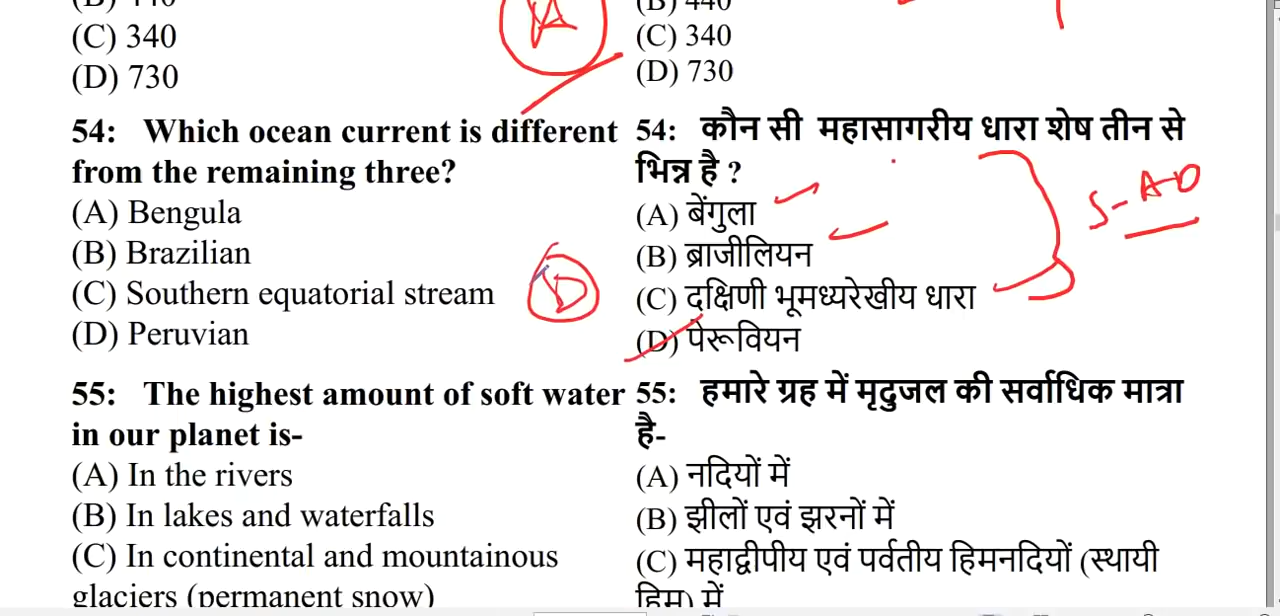 (C) 340
(D) 730
54: Which ocean current is different
from the remaining three?
(A) Bengula
(B) Brazilian
(C) Southern equatorial stream
(D) Peruvian
55: The highest amount of soft water
in our planet is-
(A) In the rivers
(B) In lakes and waterfalls
(C) In continental and mountainous
glaciers (permanent snow)
A
D
(B) 440
(C) 340
(D) 730
54: कौन सी महासागरीय धारा शेष तीन से
भिन्न है ?
(A) बेंगुला
(B) ब्राजीलियन
(C) दक्षिणी भूमध्यरेखीय धारा
(D) पेरूवियन
S-A-O
55: हमारे ग्रह में मृदुजल की सर्वाधिक मात्रा
है-
(A) नदियों में
(B) झीलों एवं झरनों में
(C) महाद्वीपीय एवं पर्वतीय हिमनदियों (स्थायी
हिम) में